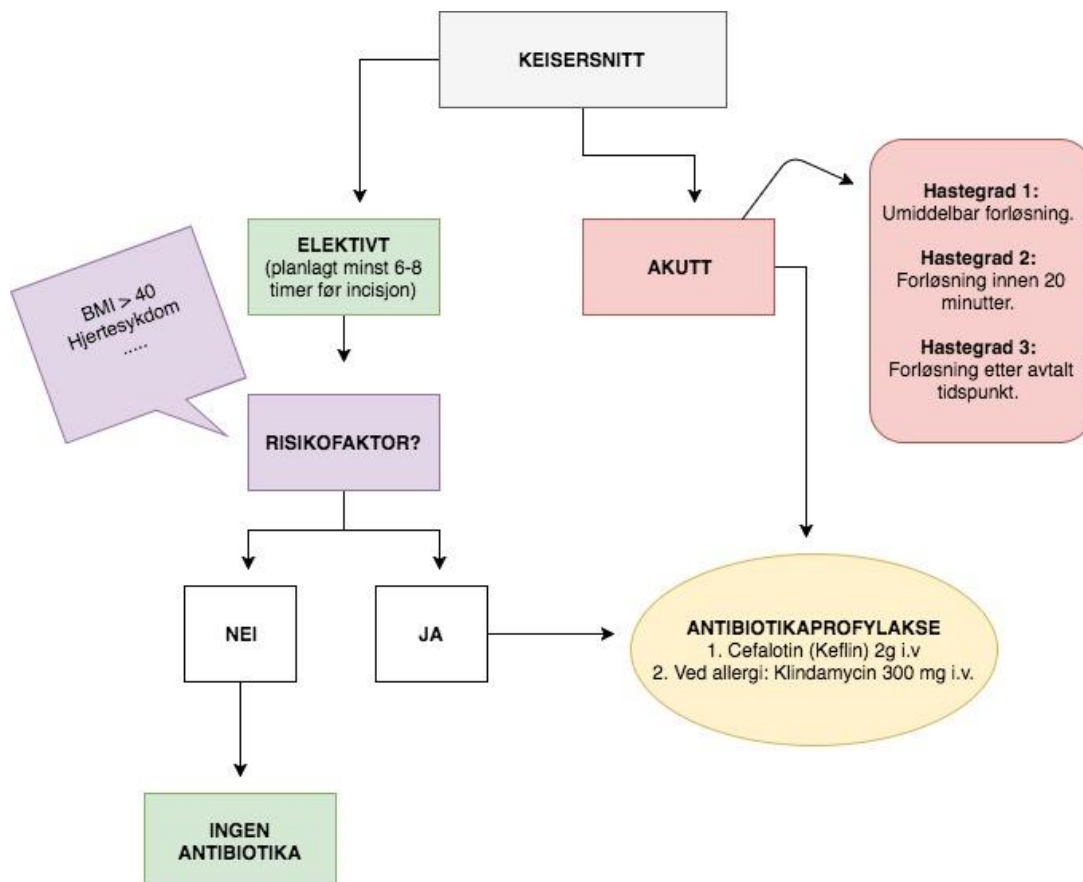 KEISERSNITT
ELEKTIVT
(planlagt minst 6-8
timer før incisjon)
AKUTT
Hastegrad 1:
Umiddelbar forløsning.
Hastegrad 2:
Forløsning innen 20
minutter.
Hastegrad 3:
Forløsning etter avtalt
tidspunkt.
BMI > 40
Hjertesykdom
.....
RISIKOFAKTOR?
NEI
JA
ANTIBIOTIKAPROFYLAKSE
1. Cefalotin (Keflin) 2g i.v
2. Ved allergi: Klindamycin 300 mg i.v.
INGEN
ANTIBIOTIKA